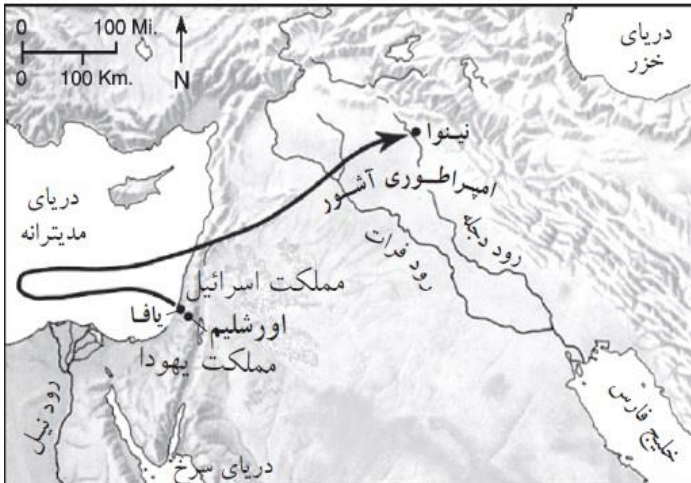 0 100 Mi.
0 100 Km.
N
دریای
خزر
نینوا
امپراطوری آشور
رود دجله
رود فرات
دریای
مدیترانه
مملکت اسرائیل
یافا
اورشلیم
مملکت یهودا
رود نیل
دریای سرخ
خلیج فارس